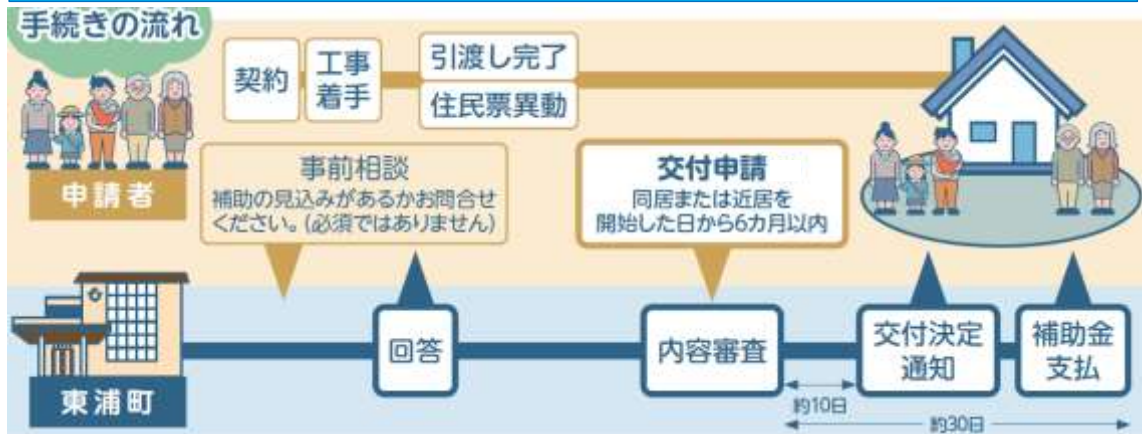 手続きの流れ
契約
工事
着手
引渡し完了
住民票異動
申請者
事前相談
補助の見込みがあるかお問合せ
ください。(必須ではありません)
交付申請
同居または近居を
開始した日から6カ月以内
東浦町
回答
内容審査
交付決定
通知
補助金
支払
約10日
約30日